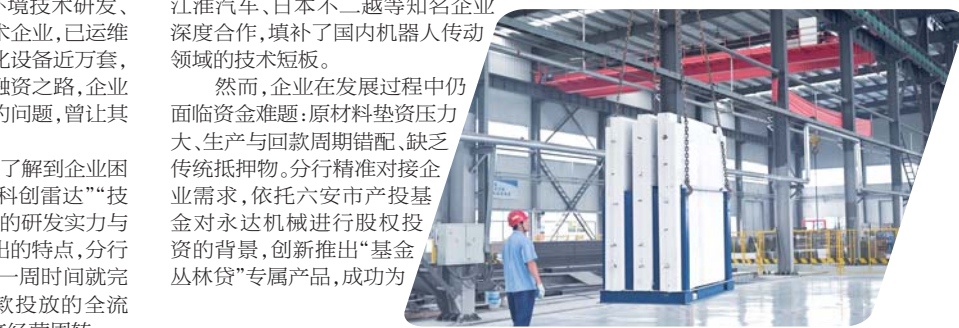 环境技术研发、
术企业,已运维
化设备近万套,
融资之路,企业
的问题,曾让其
了解到企业困
科创雷达”“技
的研发实力与
出的特点,分行
一周时间就完
款投放的全流
江淮汽车、日本不二越等知名企业
深度合作,填补了国内机器人传动
领域的技术短板。
然而,企业在发展过程中仍
面临资金难题:原材料垫资压力
大、生产与回款周期错配、缺乏
传统抵押物。分行精准对接企
业需求,依托六安市产投基
金对永达机械进行股权投
资的背景,创新推出“基金
丛林贷”专属产品,成功为